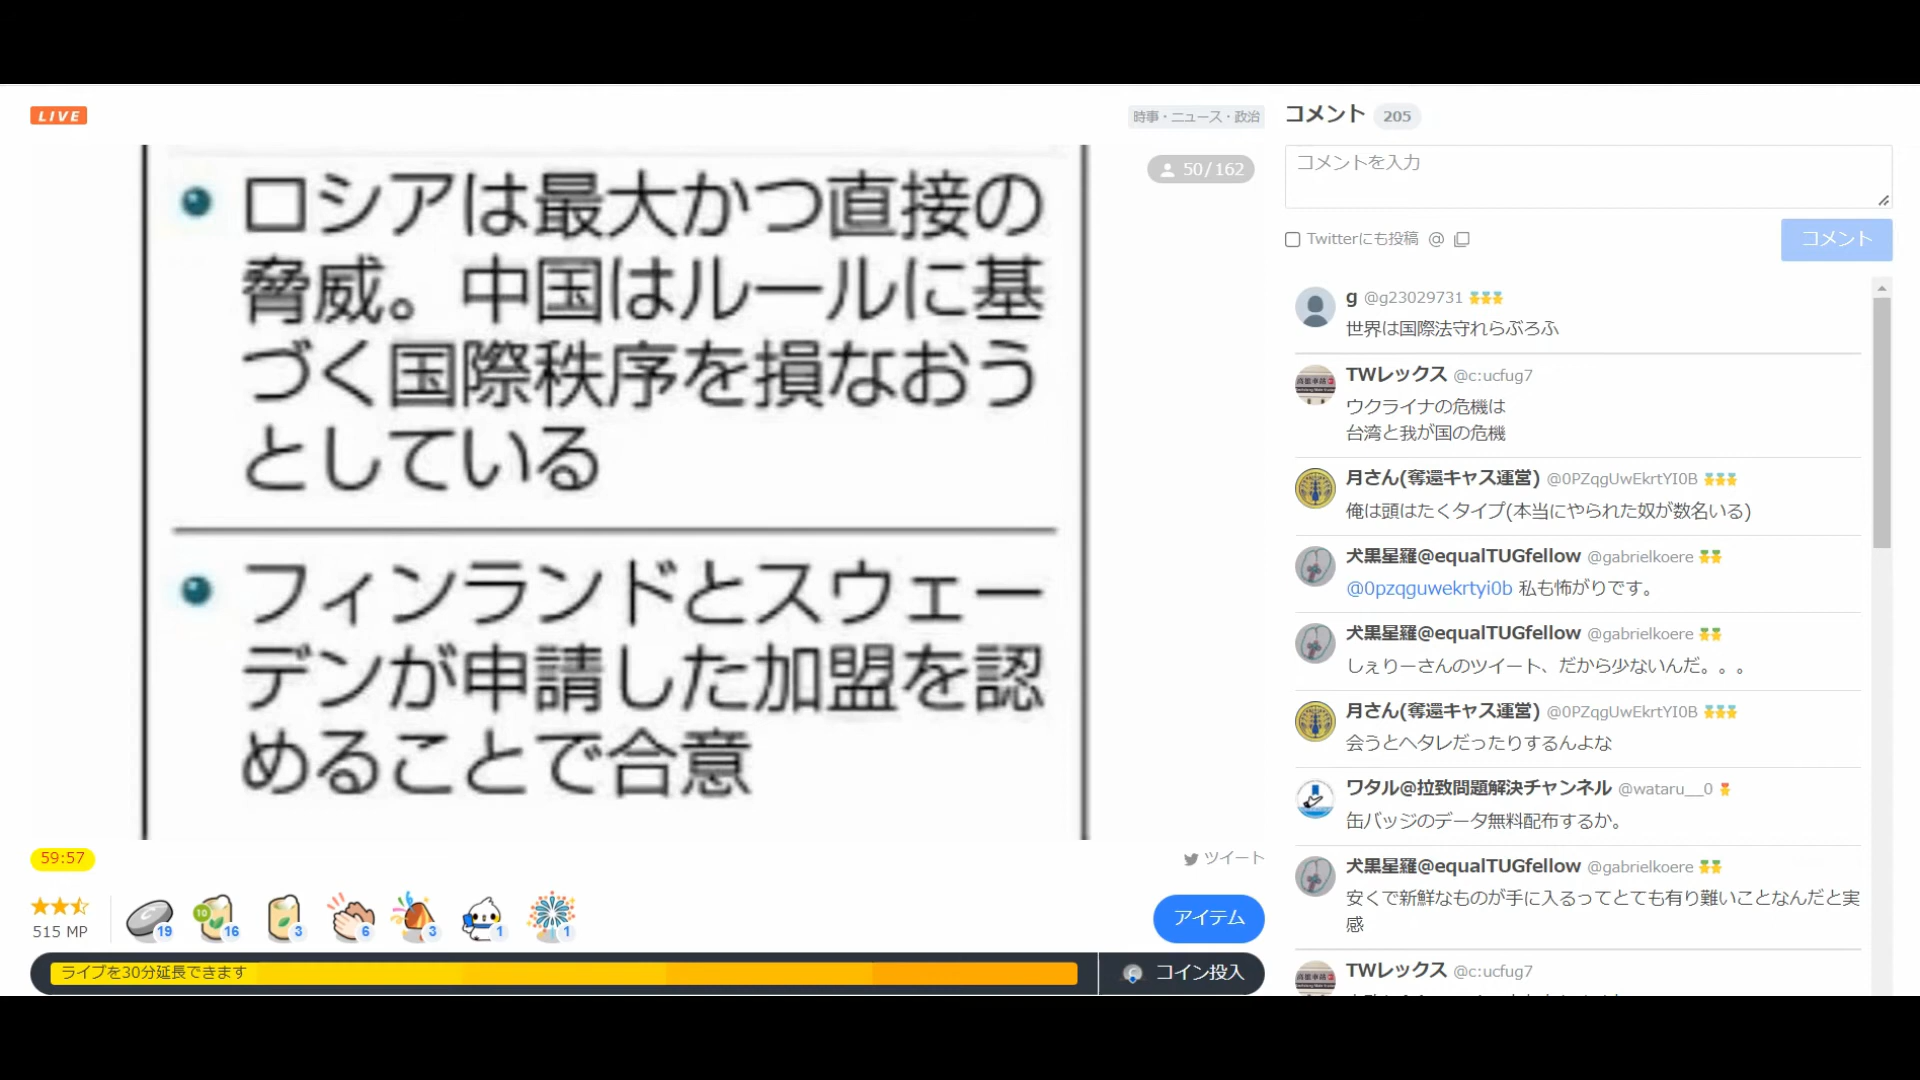 LIVE
時事・ニュース・政治
50/162
ロシアは最大かつ直接の
脅威。中国はルールに基
づく国際秩序を損なおう
としている
フィンランドとスウェー
デンが申請した加盟を認
めることで合意
59:57
ツイート
515 MP
19
10
16
3
6
3
1
1
アイテム
ライブを30分延長できます
コイン投入
コメント 205
コメントを入力
Twitterにも投稿 @
コメント
g @g23029731
世界は国際法守れらぶろふ
TWレックス @c:ucfug7
ウクライナの危機は
台湾と我が国の危機
月さん(奪還キャス運営) @0PZqgUwEkrtYI0B
俺は頭はたくタイプ(本当にやられた奴が数名いる)
犬黒星羅@equalTUGfellow @gabrielkoere
@0pzqguwekrtyi0b 私も怖がりです。
犬黒星羅@equalTUGfellow @gabrielkoere
しぇりーさんのツイート、だから少ないんだ。。。
月さん(奪還キャス運営) @0PZqgUwEkrtYI0B
会うとヘタレだったりするんよな
ワタル@拉致問題解決チャンネル @wataru__0
缶バッジのデータ無料配布するか。
犬黒星羅@equalTUGfellow @gabrielkoere
安くで新鮮なものが手に入るってとても有り難いことなんだと実
感
TWレックス @c:ucfug7